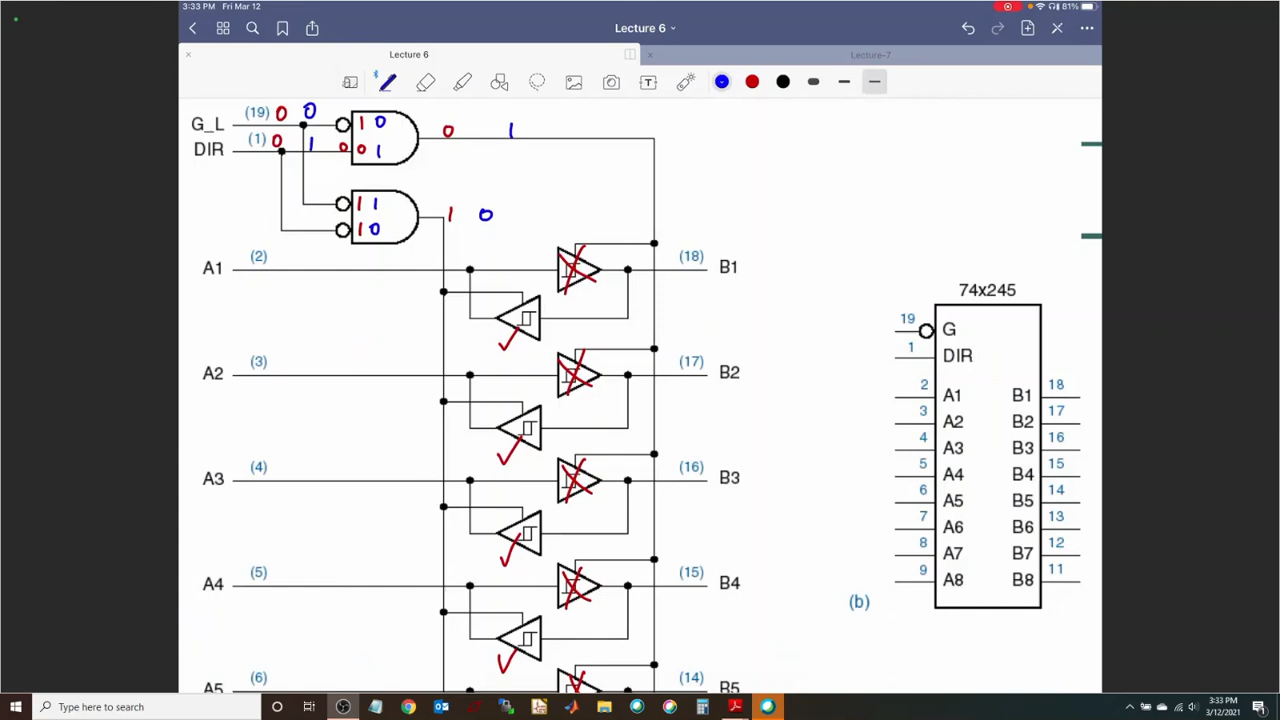 3:33 PM Fri Mar 12
81%
Lecture 6
Lecture 6
Lecture-7
T
G_L (19) 0 0
1 0
0 1
DIR (1) 0 1 0 0 1
1 1
1 0
1 0
A1 (2) (18) B1
A2 (3) (17) B2
A3 (4) (16) B3
A4 (5) (15) B4
A5 (6) (14) B5
74x245
19 G
1 DIR
2 A1 B1 18
3 A2 B2 17
4 A3 B3 16
5 A4 B4 15
6 A5 B5 14
7 A6 B6 13
8 A7 B7 12
9 A8 B8 11
(b)
Type here to search
3:33 PM
3/12/2021